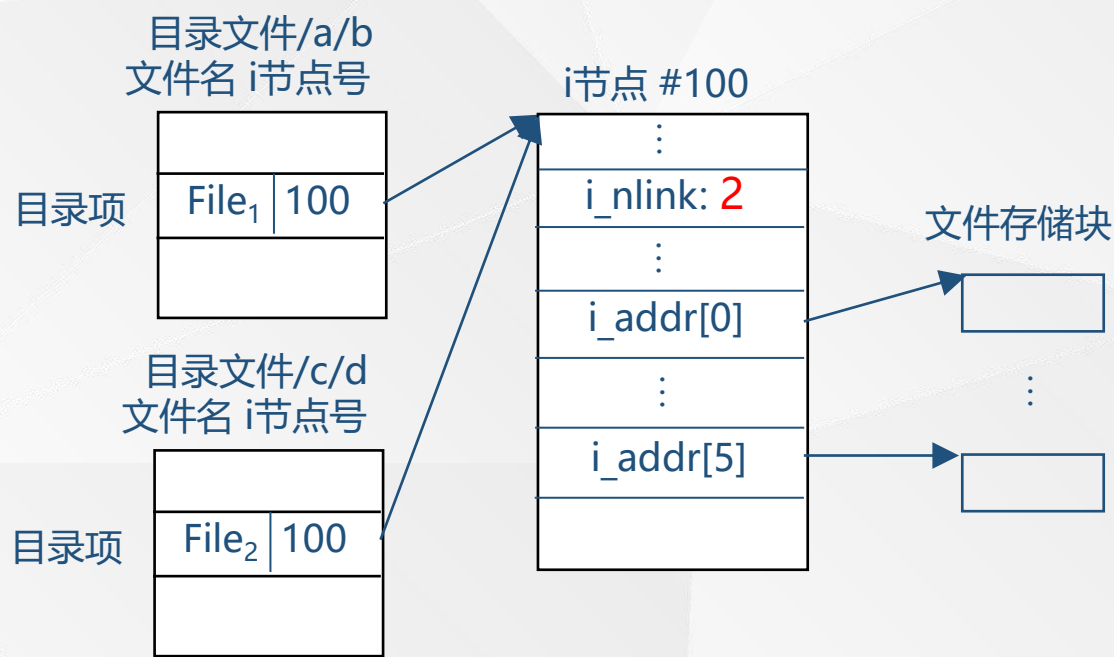 目录文件/a/b
文件名 i节点号
目录项
File₁ 100
目录文件/c/d
文件名 i节点号
目录项
File₂ 100
i节点 #100
⋮
i_nlink: 2
⋮
i_addr[0]
⋮
i_addr[5]
文件存储块
⋮